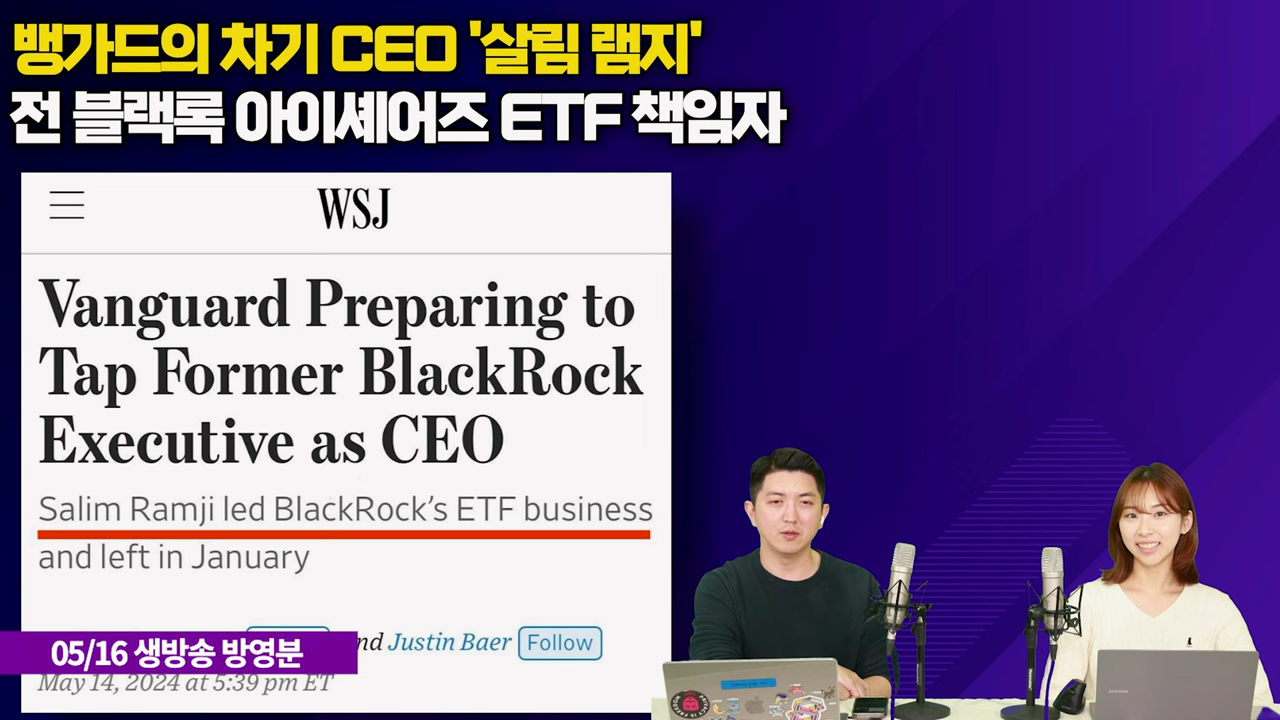 뱅가드의 차기 CEO '살림 램지'
전 블랙록 아이셰어즈 ETF 책임자
WSJ
Vanguard Preparing to
Tap Former BlackRock
Executive as CEO
Salim Ramji led BlackRock's ETF business
and left in January
nd Justin Baer Follow
05/16 생방송 방영분
May 14, 2024 at 5:39 pm ET
SAMSUNG